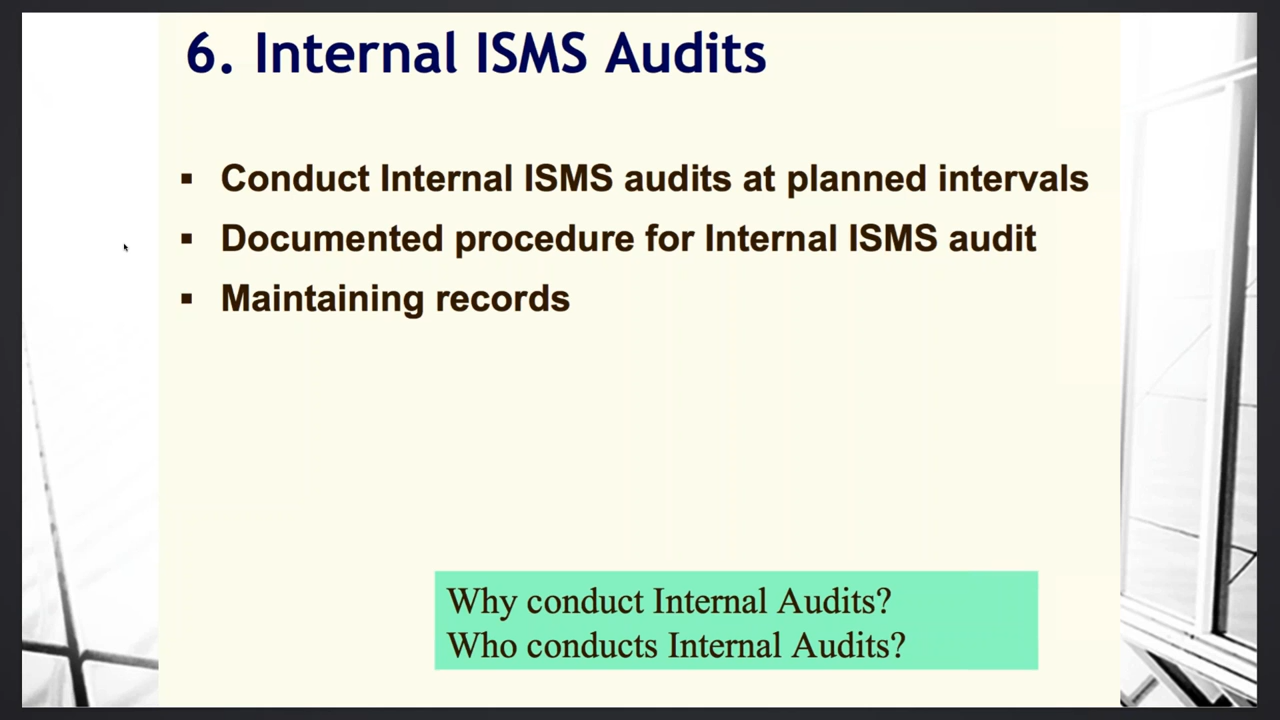 6. Internal ISMS Audits
▪ Conduct Internal ISMS audits at planned intervals
▪ Documented procedure for Internal ISMS audit
▪ Maintaining records
Why conduct Internal Audits?
Who conducts Internal Audits?